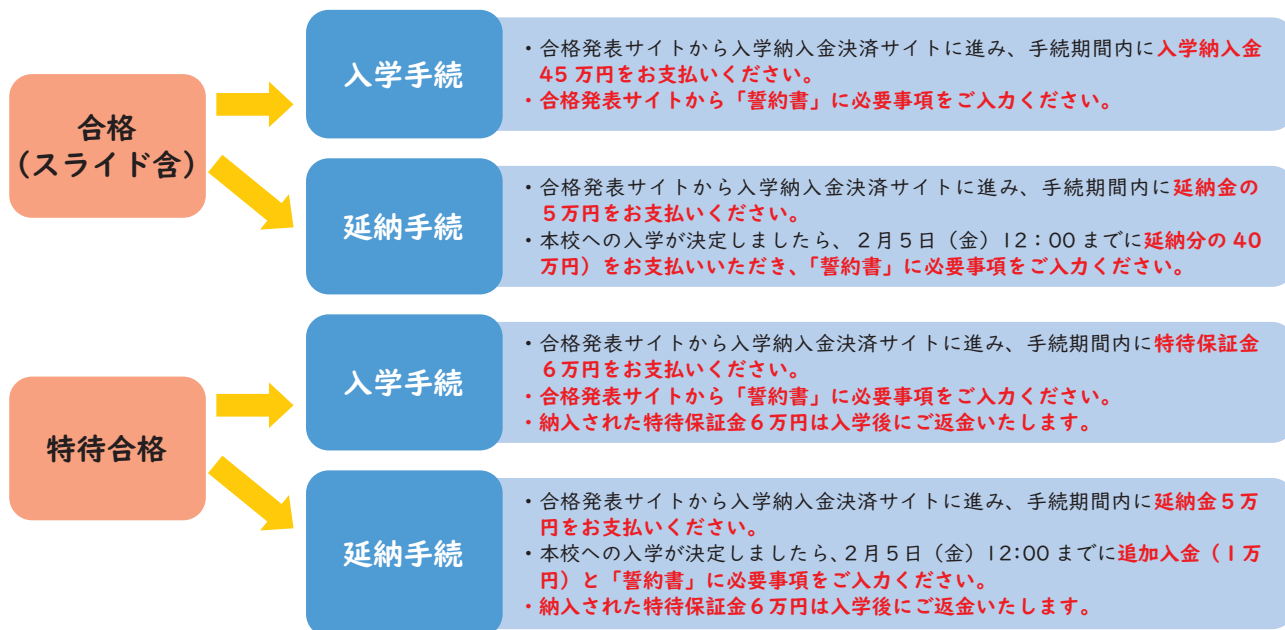 合格
（スライド含）
入学手続
・合格発表サイトから入学納入金決済サイトに進み、手続期間内に入学納入金
45万円をお支払いください。
・合格発表サイトから「誓約書」に必要事項をご入力ください。
延納手続
・合格発表サイトから入学納入金決済サイトに進み、手続期間内に延納金の
５万円をお支払いください。
・本校への入学が決定しましたら、２月５日（金）12：00までに延納分の40
万円）をお支払いいただき、「誓約書」に必要事項をご入力ください。
特待合格
入学手続
・合格発表サイトから入学納入金決済サイトに進み、手続期間内に特待保証金
６万円をお支払いください。
・合格発表サイトから「誓約書」に必要事項をご入力ください。
・納入された特待保証金６万円は入学後にご返金いたします。
延納手続
・合格発表サイトから入学納入金決済サイトに進み、手続期間内に延納金５万
円をお支払いください。
・本校への入学が決定しましたら、２月５日（金）12:00までに追加入金（１万
円）と「誓約書」に必要事項をご入力ください。
・納入された特待保証金６万円は入学後にご返金いたします。